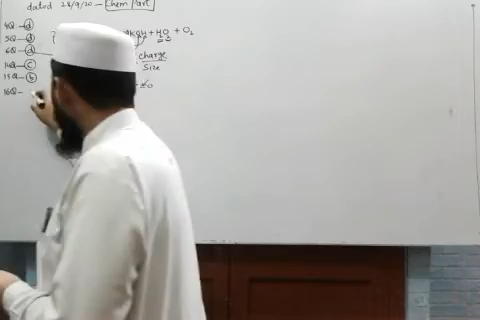 dated 28/9/20 – Chem Part
4Q – d
5Q – d
6Q – d
14Q – c
15Q – b
16Q –
KOH + H₂O + O₂
charge
Size